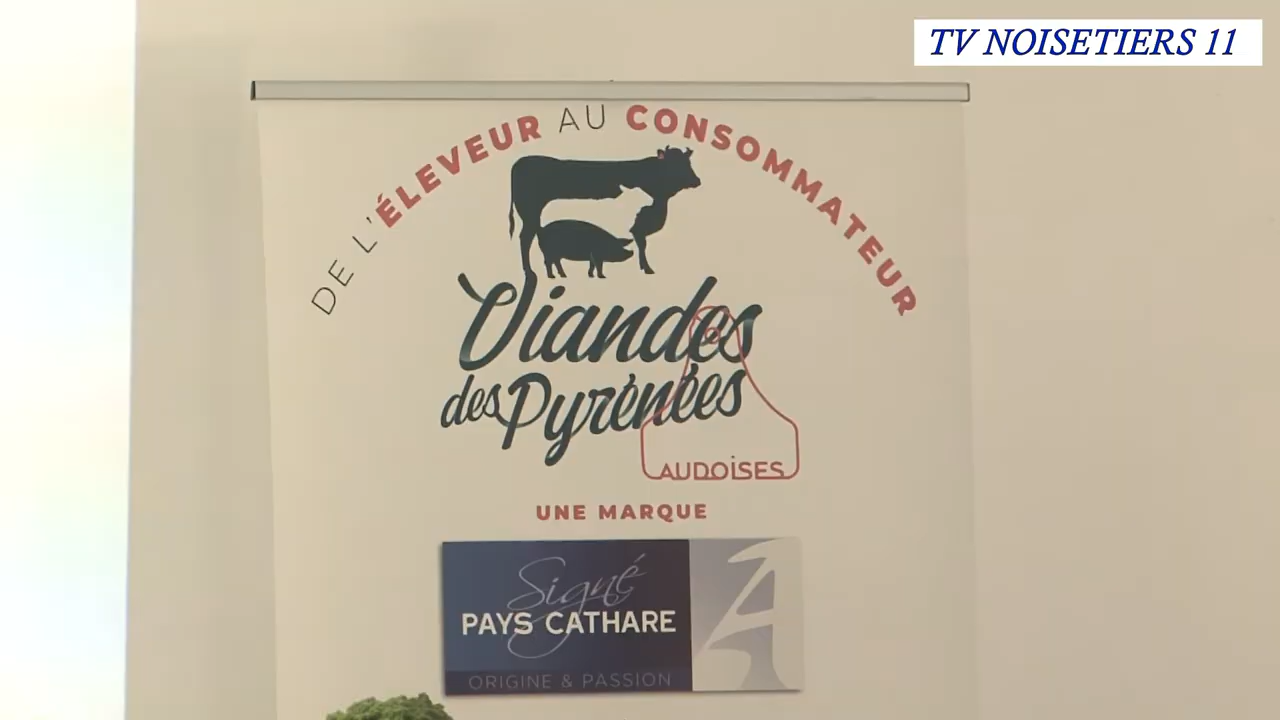 TV NOISETIERS 11
DE L'ÉLEVEUR AU CONSOMMATEUR
Viandes
des Pyrénées
AUDOISES
UNE MARQUE
Signé
PAYS CATHARE
ORIGINE & PASSION